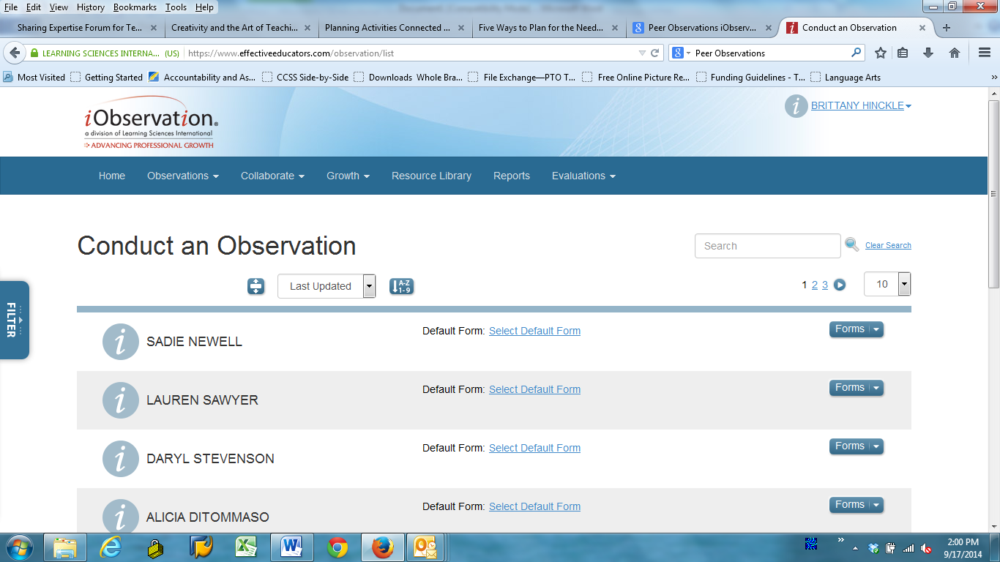 File Edit View History Bookmarks Tools Help
Sharing Expertise Forum for Te... × Creativity and the Art of Teachi... × Planning Activities Connected ... × Five Ways to Plan for the Need... × Peer Observations iObserv... × Conduct an Observation × +
LEARNING SCIENCES INTERNA... (US) https://www.effectiveeducators.com/observation/list Peer Observations
Most Visited Getting Started Accountability and As... CCSS Side-by-Side Downloads Whole Bra... File Exchange—PTO T... Free Online Picture Re... Funding Guidelines - T... Language Arts »
iObservation®
a division of Learning Sciences International
ADVANCING PROFESSIONAL GROWTH
BRITTANY HINCKLE
Home Observations Collaborate Growth Resource Library Reports Evaluations
Conduct an Observation
Search Clear Search
Last Updated A-Z 1-9 1 2 3 10
FILTER
SADIE NEWELL Default Form: Select Default Form Forms
LAUREN SAWYER Default Form: Select Default Form Forms
DARYL STEVENSON Default Form: Select Default Form Forms
ALICIA DITOMMASO Default Form: Select Default Form Forms
2:00 PM
9/17/2014